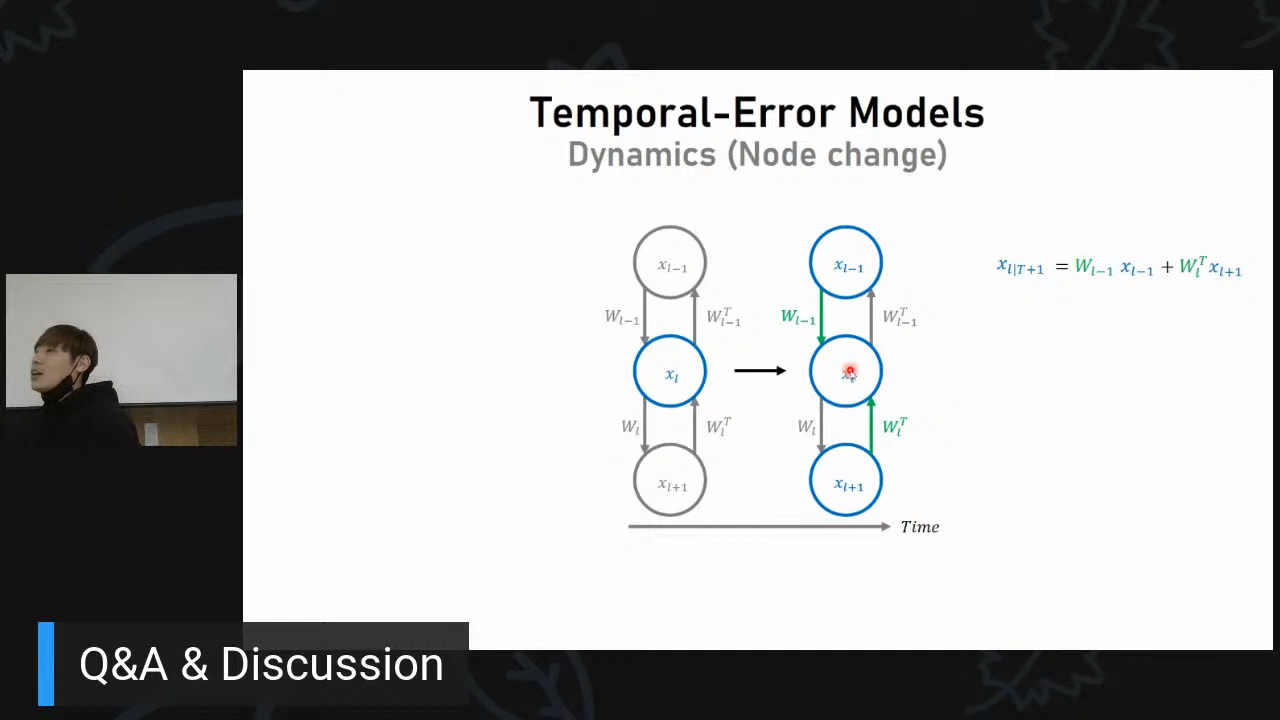 Temporal-Error Models
Dynamics (Node change)
x_{l-1}
x_{l-1}
x_{l|T+1} = W_{l-1} x_{l-1} + W_l^T x_{l+1}
W_{l-1}
W_{l-1}^T
W_{l-1}
W_{l-1}^T
x_l
W_l
W_l^T
W_l
W_l^T
x_{l+1}
x_{l+1}
Time
Q&A & Discussion